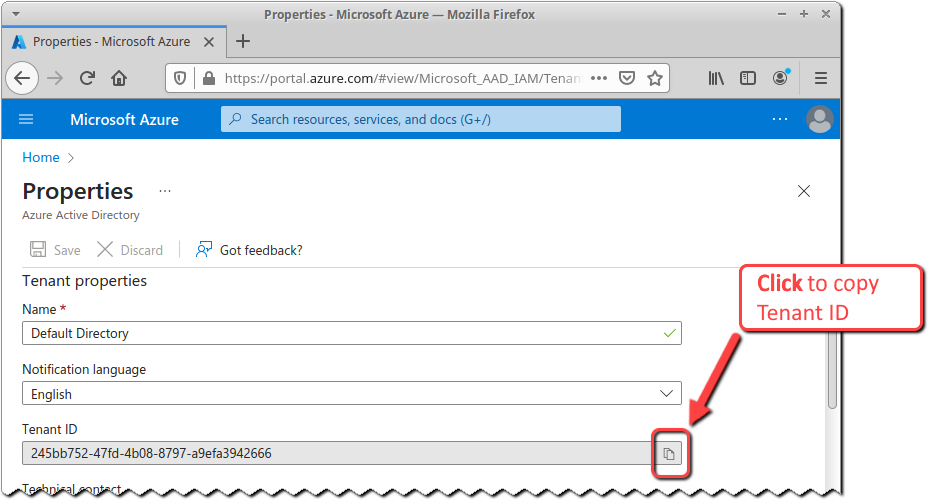 Properties - Microsoft Azure — Mozilla Firefox
Properties - Microsoft Azure
https://portal.azure.com/#view/Microsoft_AAD_IAM/Tenan
Microsoft Azure
Search resources, services, and docs (G+/)
Home
Properties
Azure Active Directory
Save
Discard
Got feedback?
Tenant properties
Click to copy
Tenant ID
Name *
Default Directory
Notification language
English
Tenant ID
245bb752-47fd-4b08-8797-a9efa3942666
Technical contact